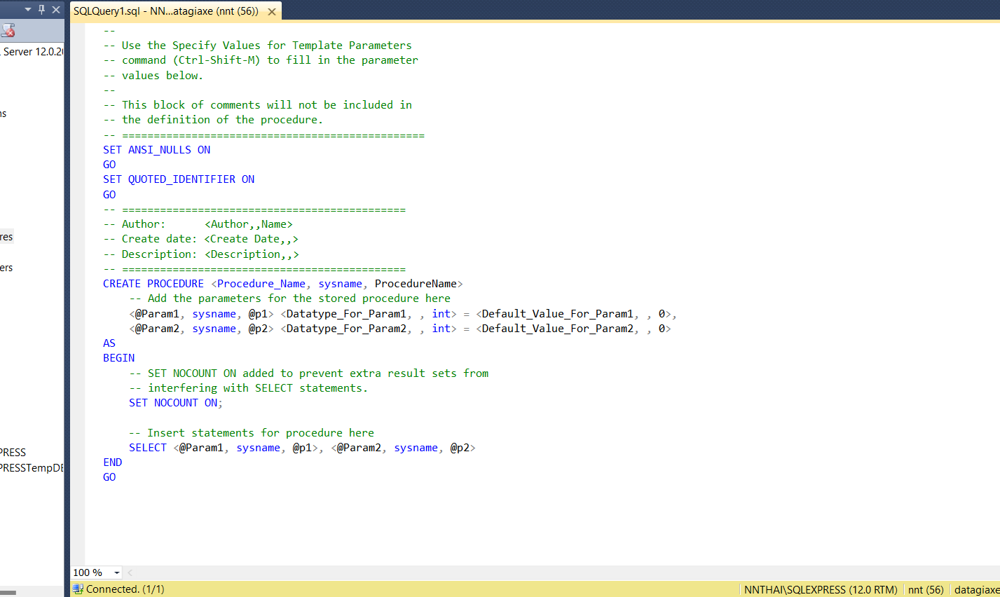 SQLQuery1.sql - NN...atagiaxe (nnt (56))
Server 12.0.20
--
-- Use the Specify Values for Template Parameters
-- command (Ctrl-Shift-M) to fill in the parameter
-- values below.
--
-- This block of comments will not be included in
-- the definition of the procedure.
-- ================================================
SET ANSI_NULLS ON
GO
SET QUOTED_IDENTIFIER ON
GO
-- =============================================
-- Author:      <Author,,Name>
-- Create date: <Create Date,,>
-- Description: <Description,,>
-- =============================================
CREATE PROCEDURE <Procedure_Name, sysname, ProcedureName>
    -- Add the parameters for the stored procedure here
    <@Param1, sysname, @p1> <Datatype_For_Param1, , int> = <Default_Value_For_Param1, , 0>,
    <@Param2, sysname, @p2> <Datatype_For_Param2, , int> = <Default_Value_For_Param2, , 0>
AS
BEGIN
    -- SET NOCOUNT ON added to prevent extra result sets from
    -- interfering with SELECT statements.
    SET NOCOUNT ON;
    -- Insert statements for procedure here
    SELECT <@Param1, sysname, @p1>, <@Param2, sysname, @p2>
END
GO
ns
res
ers
PRESS
PRESSTempDE
100 %
Connected. (1/1)
NNTHAI\SQLEXPRESS (12.0 RTM)
nnt (56)
datagiaxe